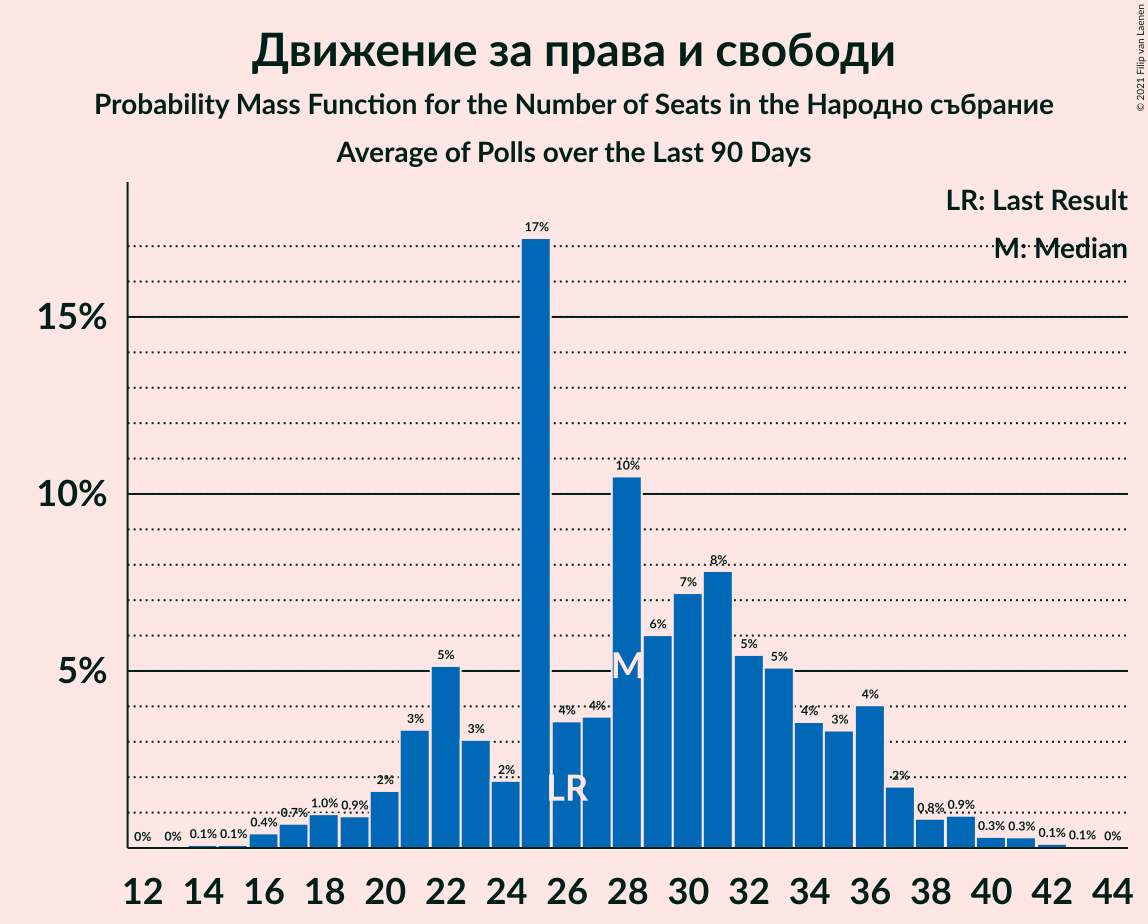 Движение за права и свободи
Probability Mass Function for the Number of Seats in the Народно събрание
Average of Polls over the Last 90 Days
© 2021 Filip van Laenen
LR: Last Result
M: Median
15%
10%
5%
0% 0% 0.1% 0.1% 0.4% 0.7% 1.0% 0.9% 2% 3% 5% 3% 2% 17% 4% 4% 10% 6% 7% 8% 5% 5% 4% 3% 4% 2% 0.8% 0.9% 0.3% 0.3% 0.1% 0.1% 0%
M
LR
12 14 16 18 20 22 24 26 28 30 32 34 36 38 40 42 44